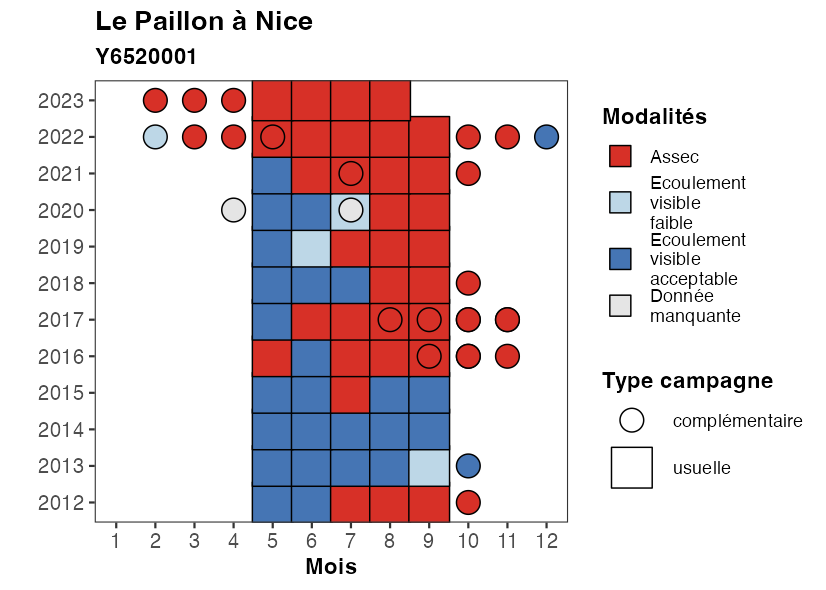 Le Paillon à Nice
Y6520001
2023
2022
2021
2020
2019
2018
2017
2016
2015
2014
2013
2012
1 2 3 4 5 6 7 8 9 10 11 12
Mois
Modalités
Assec
Ecoulement
visible
faible
Ecoulement
visible
acceptable
Donnée
manquante
Type campagne
complémentaire
usuelle